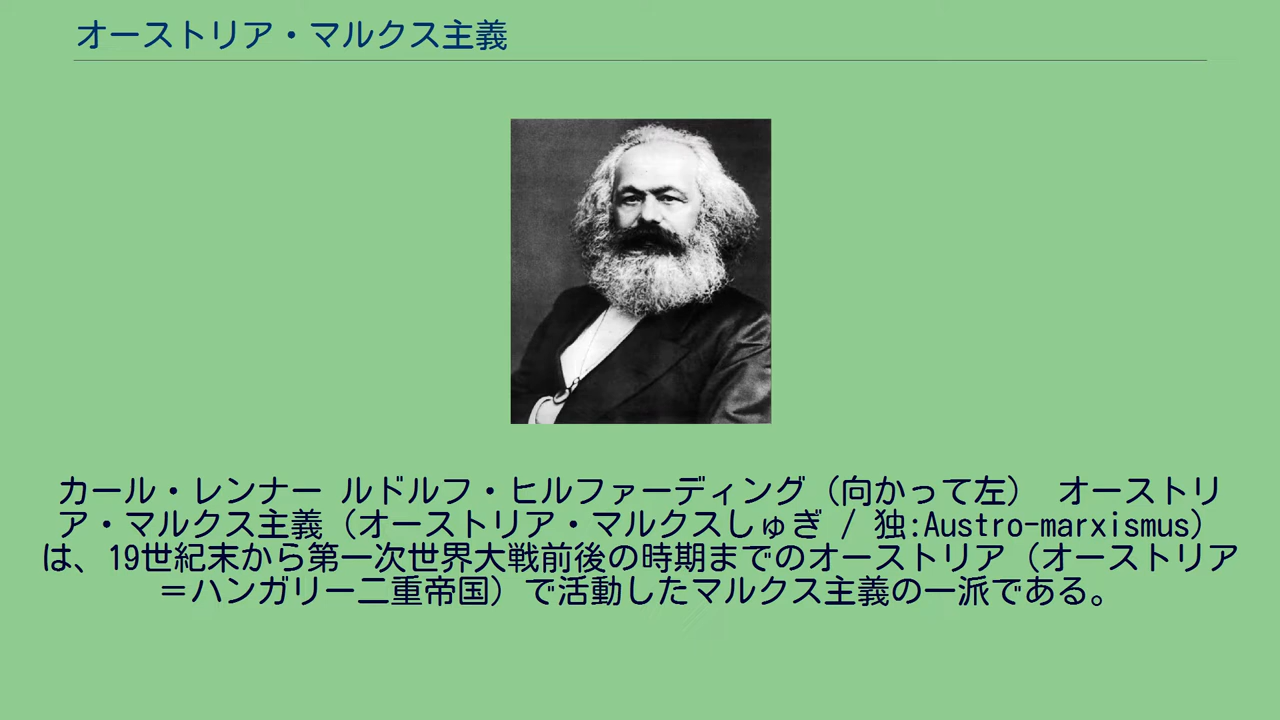 オーストリア・マルクス主義
カール・レンナー ルドルフ・ヒルファーディング（向かって左） オーストリ
ア・マルクス主義（オーストリア・マルクスしゅぎ / 独:Austro-marxismus）
は、19世紀末から第一次世界大戦前後の時期までのオーストリア（オーストリア
＝ハンガリー二重帝国）で活動したマルクス主義の一派である。